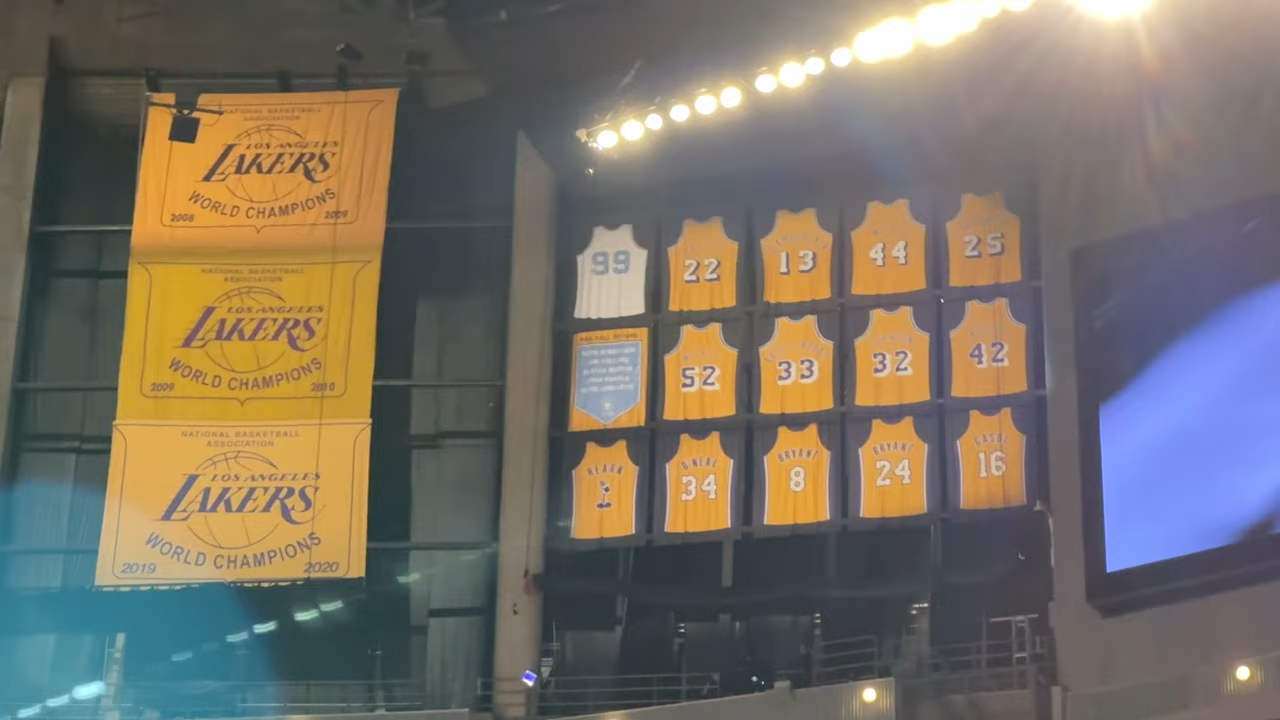 NATIONAL BASKETBALL
ASSOCIATION
LOS ANGELES
LAKERS
WORLD CHAMPIONS
2008 2009
NATIONAL BASKETBALL
ASSOCIATION
LOS ANGELES
LAKERS
WORLD CHAMPIONS
2009 2010
NATIONAL BASKETBALL
ASSOCIATION
LOS ANGELES
LAKERS
WORLD CHAMPIONS
2019 2020
99 22 13 44 25
52 33 32 42
HEARN O'NEAL BRYANT BRYANT GASOL
34 8 24 16